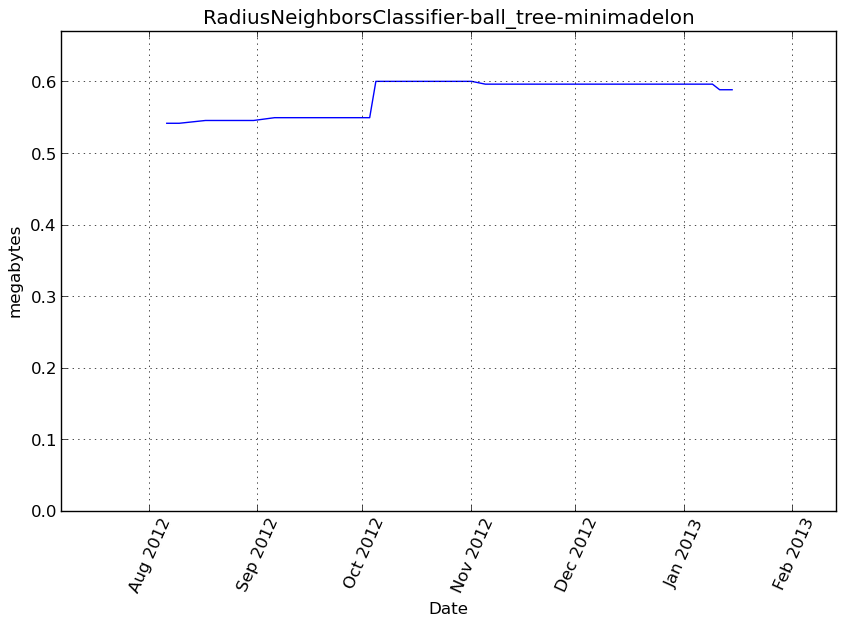 RadiusNeighborsClassifier-ball_tree-minimadelon
megabytes
0.6
0.5
0.4
0.3
0.2
0.1
0.0
Aug 2012
Sep 2012
Oct 2012
Nov 2012
Dec 2012
Jan 2013
Feb 2013
Date